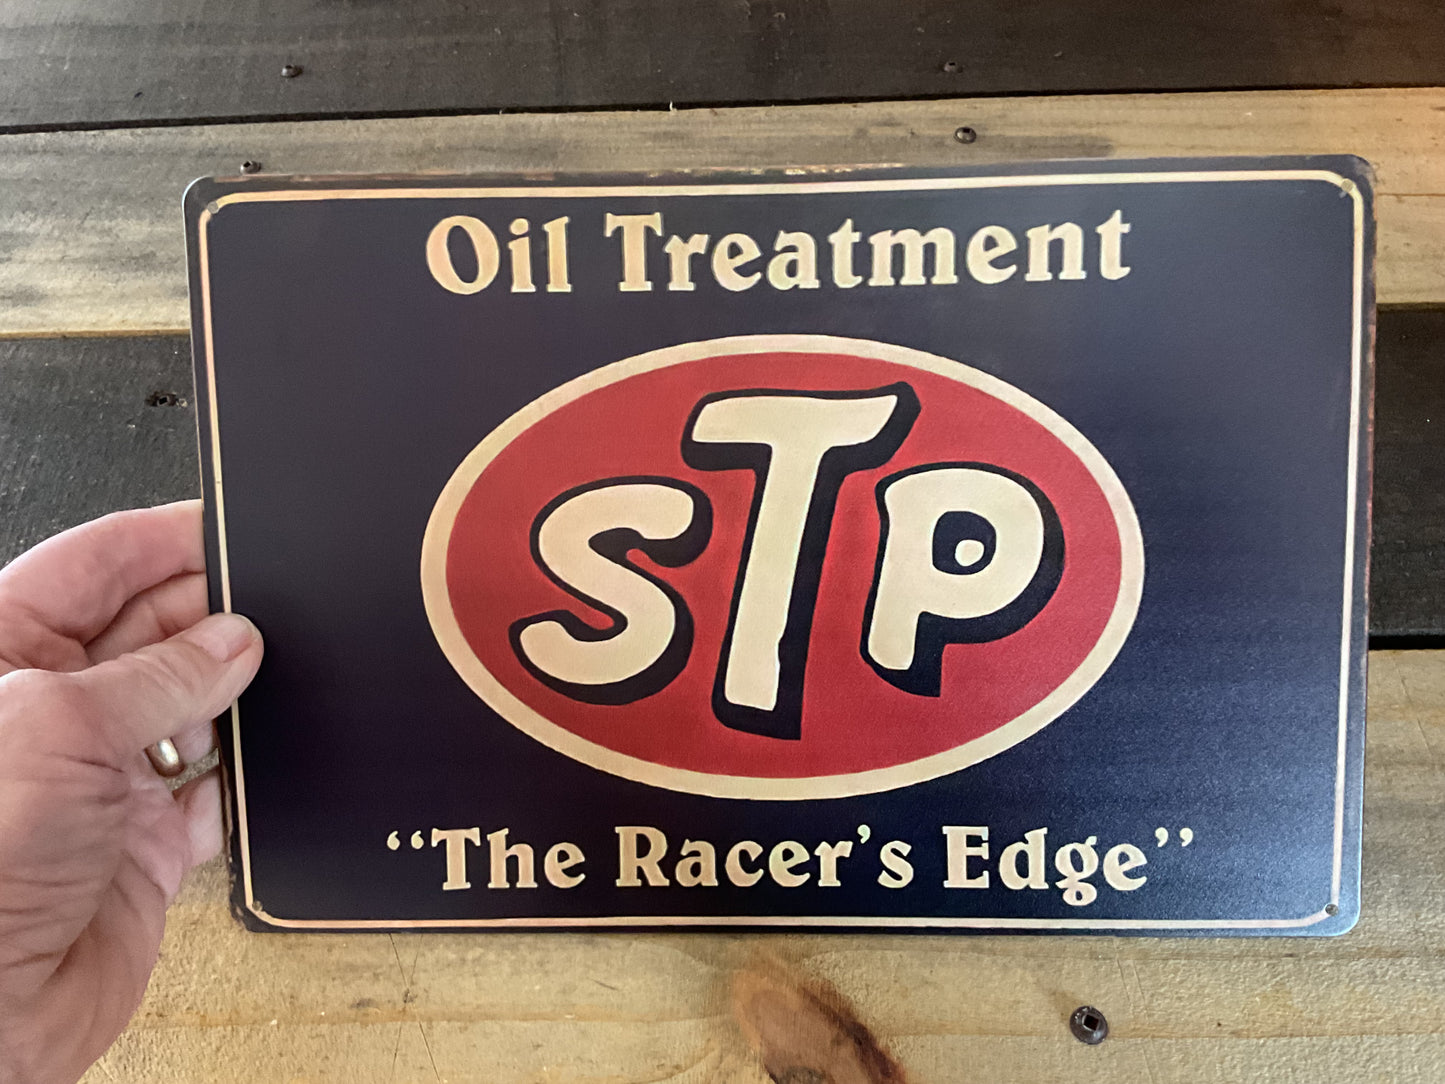 Oil Treatment
STP
“The Racer’s Edge”